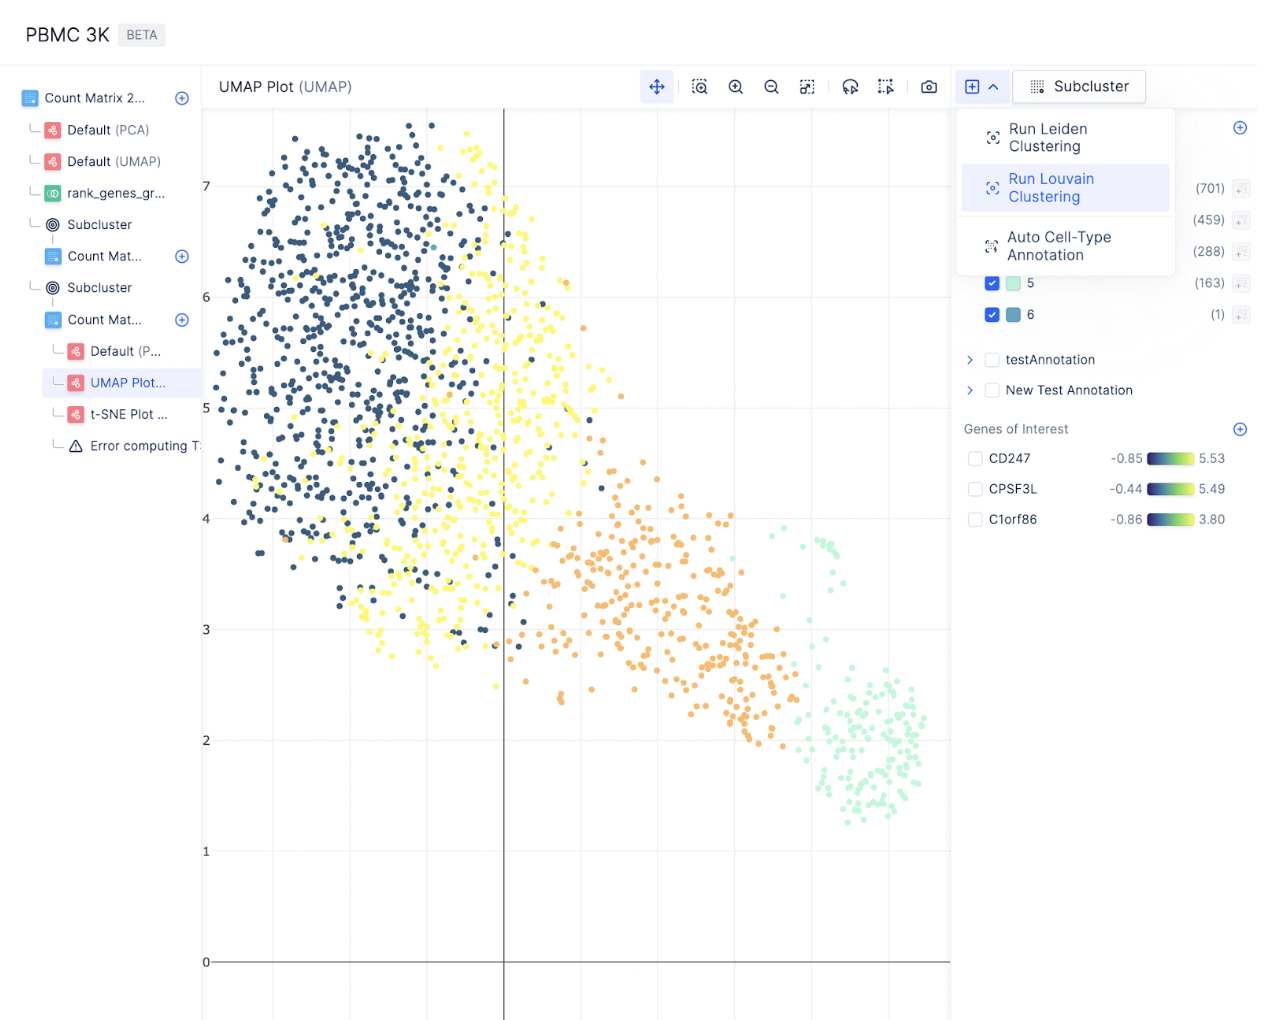 PBMC 3K BETA
Count Matrix 2...
Default (PCA)
Default (UMAP)
rank_genes_gr...
Subcluster
Count Mat...
Subcluster
Count Mat...
Default (P...
UMAP Plot...
t-SNE Plot ...
Error computing T
UMAP Plot (UMAP)
7
6
5
4
3
2
1
0
Subcluster
Run Leiden
Clustering
Run Louvain
Clustering
Auto Cell-Type
Annotation
(701)
(459)
(288)
5 (163)
6 (1)
testAnnotation
New Test Annotation
Genes of Interest
CD247 -0.85 5.53
CPSF3L -0.44 5.49
C1orf86 -0.86 3.80